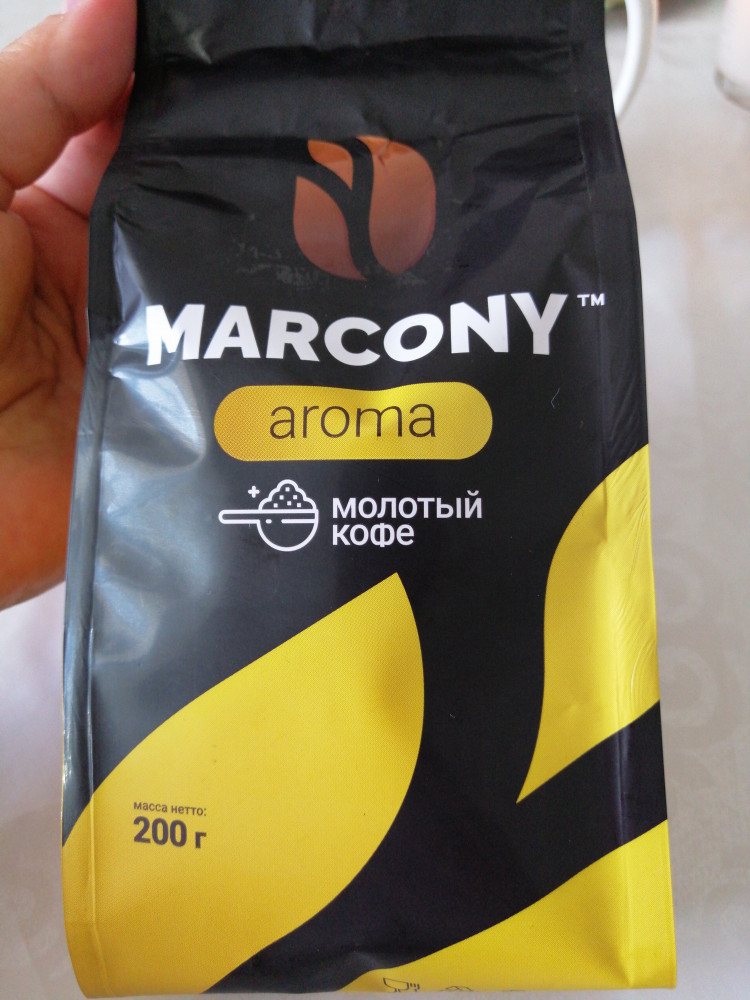 MARCONY™
aroma
МОЛОТЫЙ
КОФЕ
масса нетто:
200 г